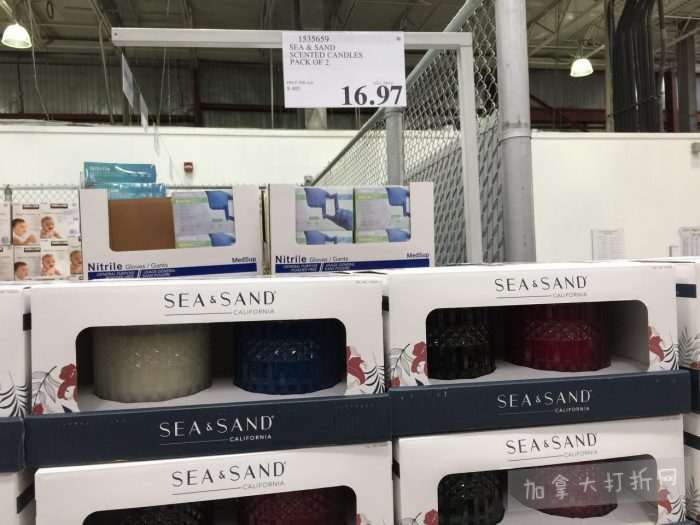 1535659
SEA & SAND
SCENTED CANDLES
PACK OF 2
16.97
Nitrile Gloves / Gants
MedSup
Nitrile Gloves / Gants
MedSup
SEA & SAND
CALIFORNIA
SEA & SAND
CALIFORNIA
SEA & SAND
CALIFORNIA
SEA & SAND
CALIFORNIA
SEA & SAND
CALIFORNIA
SEA & SAND
CALIFORNIA
加拿大打折网